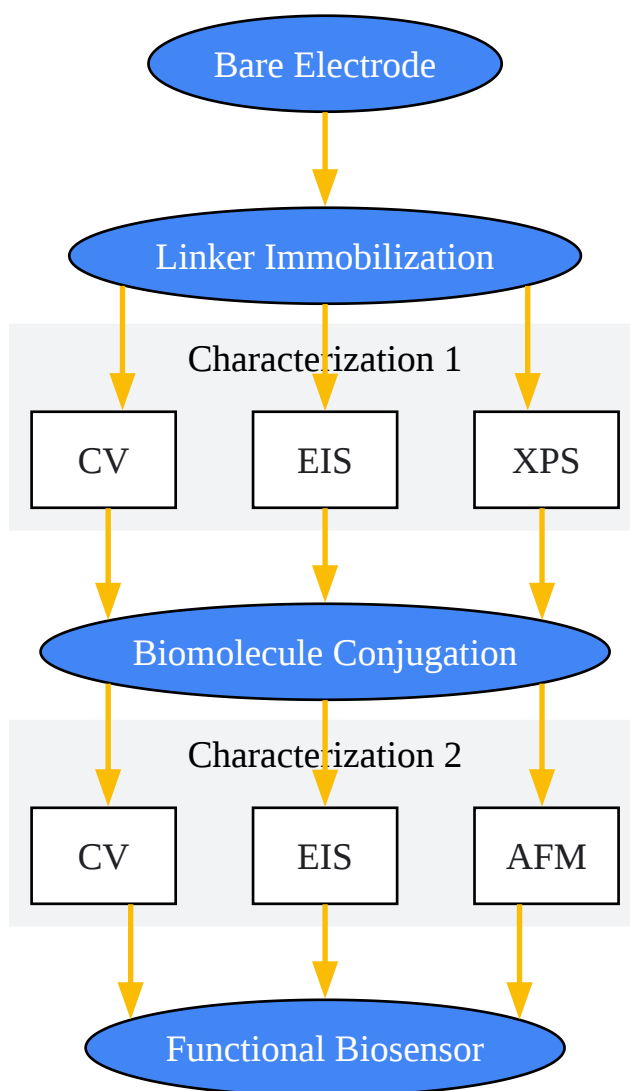 Bare Electrode
Linker Immobilization
Characterization 1
CV
EIS
XPS
Biomolecule Conjugation
Characterization 2
CV
EIS
AFM
Functional Biosensor